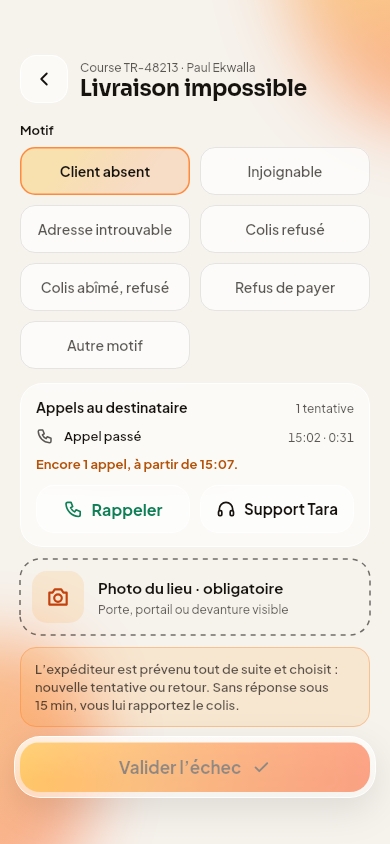 Course TR-48213 · Paul Ekwalla
Livraison impossible
Motif
Client absent
Injoignable
Adresse introuvable
Colis refusé
Colis abîmé, refusé
Refus de payer
Autre motif
Appels au destinataire
1 tentative
Appel passé
15:02 · 0:31
Encore 1 appel, à partir de 15:07.
Rappeler
Support Tara
Photo du lieu · obligatoire
Porte, portail ou devanture visible
L’expéditeur est prévenu tout de suite et choisit :
nouvelle tentative ou retour. Sans réponse sous
15 min, vous lui rapportez le colis.
Valider l’échec